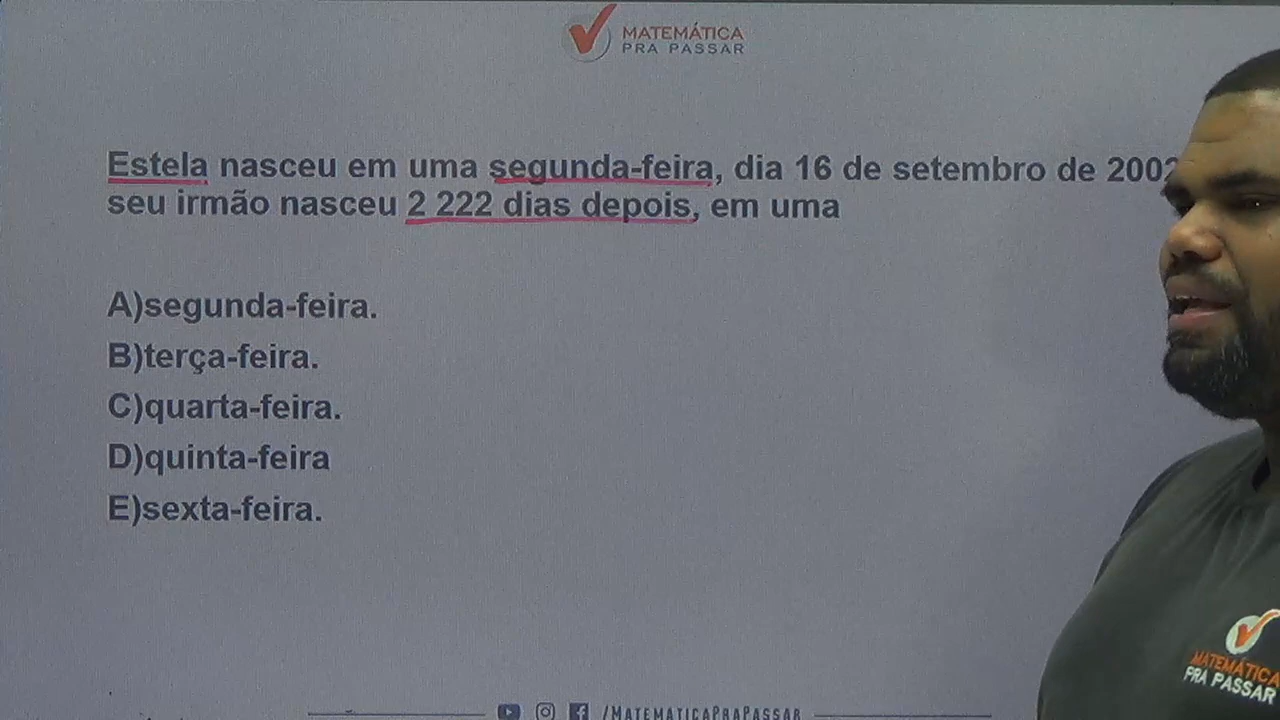 MATEMÁTICA
PRA PASSAR
Estela nasceu em uma segunda-feira, dia 16 de setembro de 2002
seu irmão nasceu 2 222 dias depois, em uma
A)segunda-feira.
B)terça-feira.
C)quarta-feira.
D)quinta-feira
E)sexta-feira.
MATEMÁTICA
PRA PASSAR
/MATEMATICAPRAPASSAR